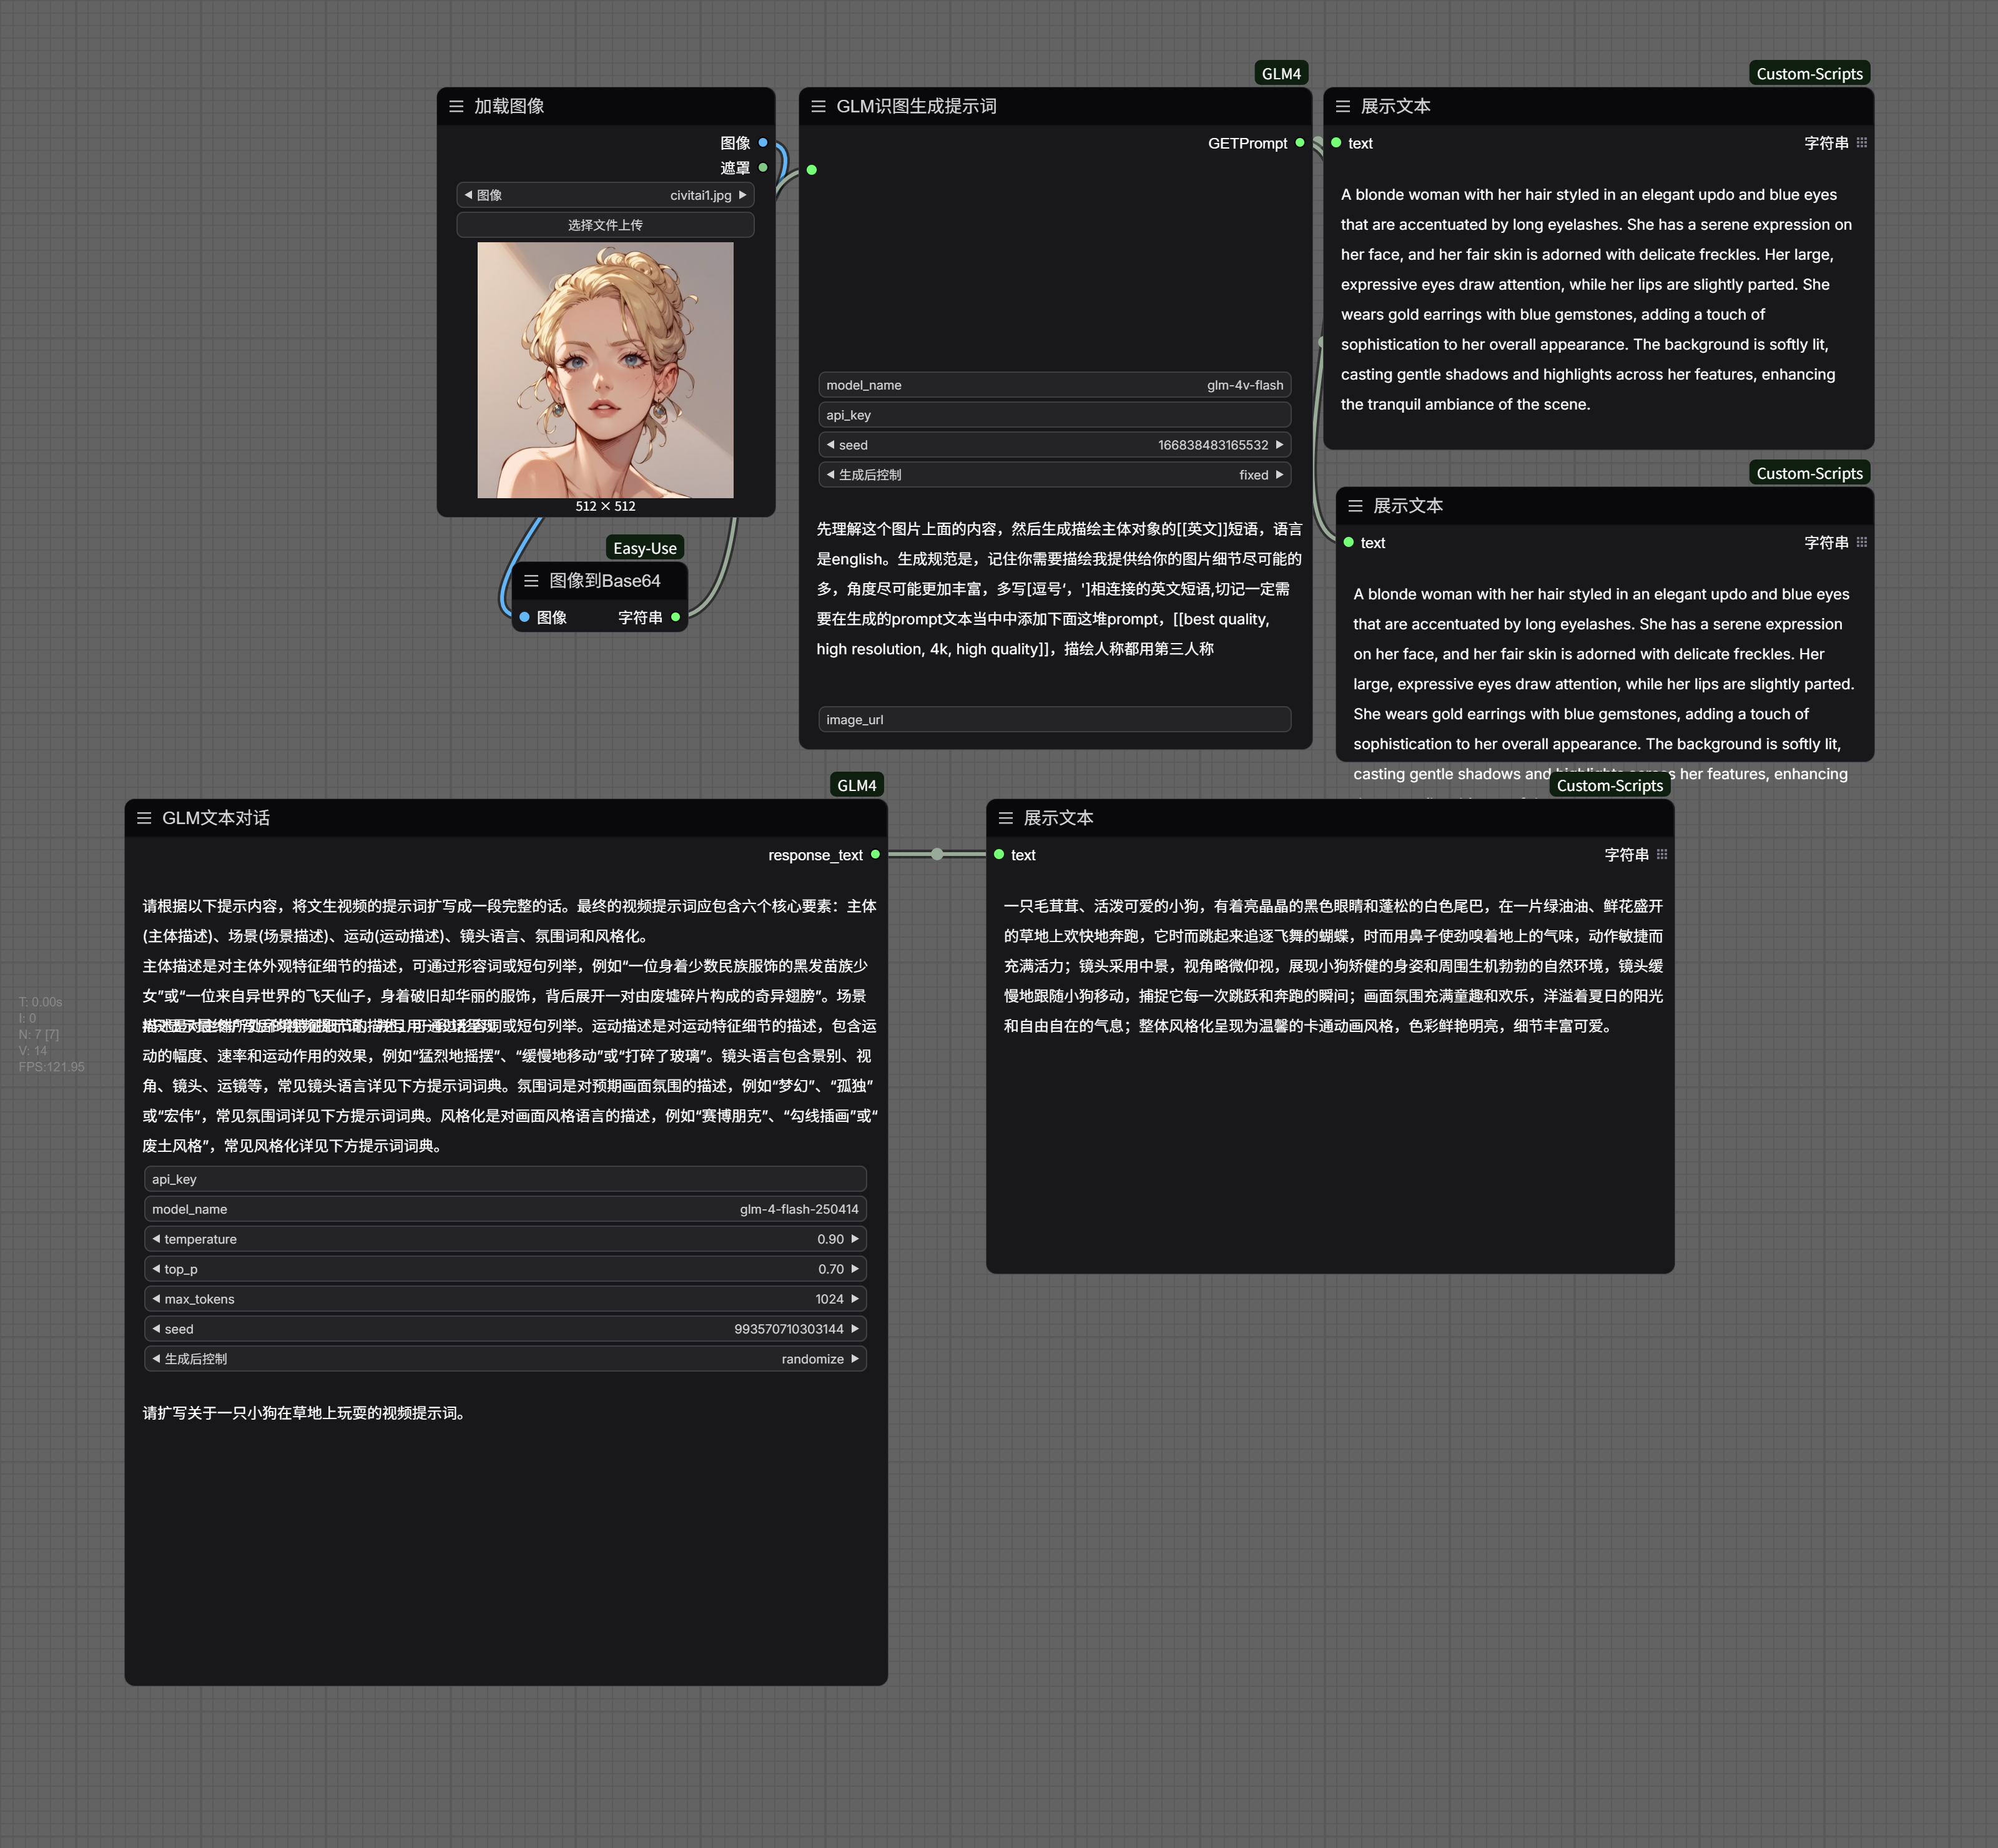 GLM4
Custom-Scripts
加载图像
图像
遮罩
图像 civitai1.jpg
选择文件上传
512 × 512
Easy-Use
图像到Base64
图像 字符串
GLM识图生成提示词
GETPrompt
model_name glm-4v-flash
api_key
seed 166838483165532
生成后控制 fixed
先理解这个图片上面的内容，然后生成描绘主体对象的[[英文]]短语，语言
是english。生成规范是，记住你需要描绘我提供给你的图片细节尽可能的
多，角度尽可能更加丰富，多写[逗号‘，']相连接的英文短语,切记一定需
要在生成的prompt文本当中中添加下面这堆prompt，[[best quality,
high resolution, 4k, high quality]]，描绘人称都用第三人称
image_url
展示文本
text 字符串
A blonde woman with her hair styled in an elegant updo and blue eyes
that are accentuated by long eyelashes. She has a serene expression on
her face, and her fair skin is adorned with delicate freckles. Her large,
expressive eyes draw attention, while her lips are slightly parted. She
wears gold earrings with blue gemstones, adding a touch of
sophistication to her overall appearance. The background is softly lit,
casting gentle shadows and highlights across her features, enhancing
the tranquil ambiance of the scene.
Custom-Scripts
展示文本
text 字符串
A blonde woman with her hair styled in an elegant updo and blue eyes
that are accentuated by long eyelashes. She has a serene expression
on her face, and her fair skin is adorned with delicate freckles. Her
large, expressive eyes draw attention, while her lips are slightly parted.
She wears gold earrings with blue gemstones, adding a touch of
sophistication to her overall appearance. The background is softly lit,
casting gentle shadows and her features, enhancing
GLM4
GLM文本对话
response_text
请根据以下提示内容，将文生视频的提示词扩写成一段完整的话。最终的视频提示词应包含六个核心要素：主体
(主体描述)、场景(场景描述)、运动(运动描述)、镜头语言、氛围词和风格化。
主体描述是对主体外观特征细节的描述，可通过形容词或短句列举，例如“一位身着少数民族服饰的黑发苗族少
女”或“一位来自异世界的飞天仙子，身着破旧却华丽的服饰，背后展开一对由废墟碎片构成的奇异翅膀”。场景
或短句列举。运动描述是对运动特征细节的描述，包含运
动的幅度、速率和运动作用的效果，例如“猛烈地摇摆”、“缓慢地移动”或“打碎了玻璃”。镜头语言包含景别、视
角、镜头、运镜等，常见镜头语言详见下方提示词词典。氛围词是对预期画面氛围的描述，例如“梦幻”、“孤独”
或“宏伟”，常见氛围词详见下方提示词词典。风格化是对画面风格语言的描述，例如“赛博朋克”、“勾线插画”或“
废土风格”，常见风格化详见下方提示词词典。
api_key
model_name glm-4-flash-250414
temperature 0.90
top_p 0.70
max_tokens 1024
seed 993570710303144
生成后控制 randomize
请扩写关于一只小狗在草地上玩耍的视频提示词。
Custom-Scripts
展示文本
text 字符串
一只毛茸茸、活泼可爱的小狗，有着亮晶晶的黑色眼睛和蓬松的白色尾巴，在一片绿油油、鲜花盛开
的草地上欢快地奔跑，它时而跳起来追逐飞舞的蝴蝶，时而用鼻子使劲嗅着地上的气味，动作敏捷而
充满活力；镜头采用中景，视角略微仰视，展现小狗矫健的身姿和周围生机勃勃的自然环境，镜头缓
慢地跟随小狗移动，捕捉它每一次跳跃和奔跑的瞬间；画面氛围充满童趣和欢乐，洋溢着夏日的阳光
和自由自在的气息；整体风格化呈现为温馨的卡通动画风格，色彩鲜艳明亮，细节丰富可爱。
T: 0.00s
I: 0
N: 7 [7]
V: 14
FPS:121.95